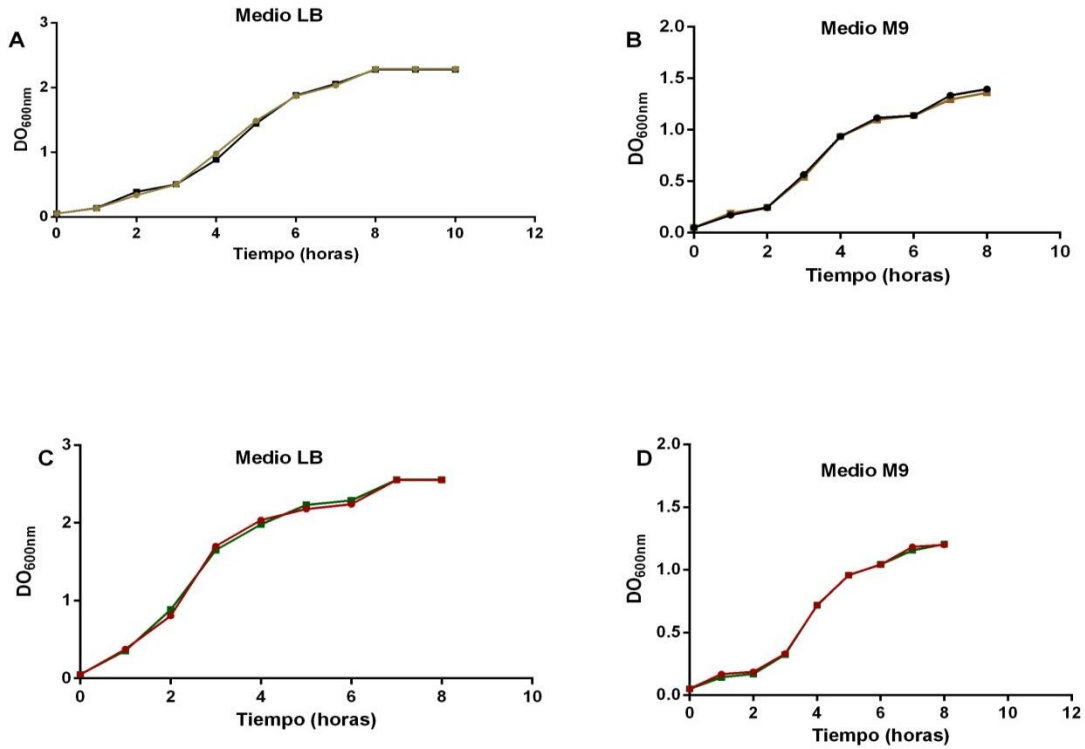 A
Medio LB
DO600nm
3
2
1
0
0 2 4 6 8 10 12
Tiempo (horas)
B
Medio M9
DO600nm
2.0
1.5
1.0
0.5
0.0
0 2 4 6 8 10
Tiempo (horas)
C
Medio LB
DO600nm
3
2
1
0
0 2 4 6 8 10
Tiempo (horas)
D
Medio M9
DO600nm
2.0
1.5
1.0
0.5
0.0
0 2 4 6 8 10 12
Tiempo (horas)